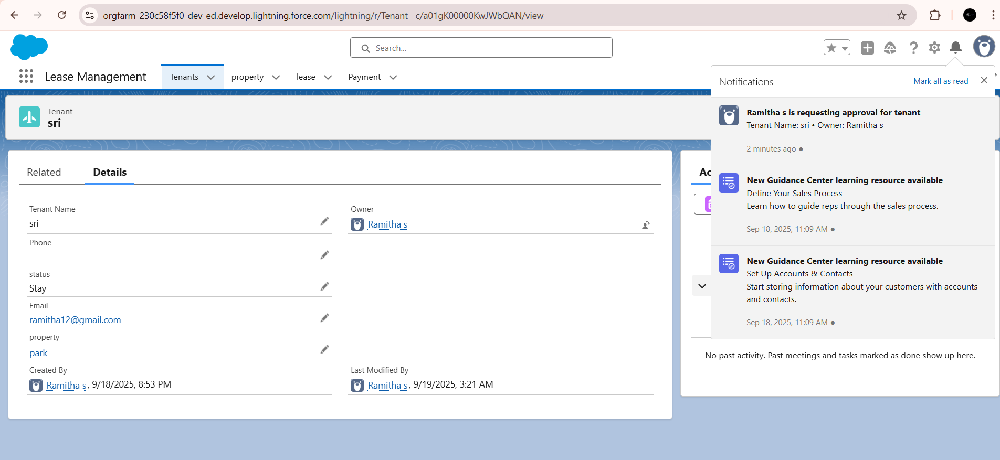 orgfarm-230c58f5f0-dev-ed.develop.lightning.force.com/lightning/r/Tenant__c/a01gK00000KwJWbQAN/view
Search...
Lease Management
Tenants
property
lease
Payment
Notifications
Mark all as read
Tenant
sri
Ramitha s is requesting approval for tenant
Tenant Name: sri • Owner: Ramitha s
2 minutes ago
New Guidance Center learning resource available
Define Your Sales Process
Learn how to guide reps through the sales process.
Sep 18, 2025, 11:09 AM
New Guidance Center learning resource available
Set Up Accounts & Contacts
Start storing information about your customers with accounts
and contacts.
Sep 18, 2025, 11:09 AM
Related
Details
Tenant Name
sri
Owner
Ramitha s
Phone
status
Stay
Email
ramitha12@gmail.com
property
park
Created By
Ramitha s, 9/18/2025, 8:53 PM
Last Modified By
Ramitha s, 9/19/2025, 3:21 AM
No past activity. Past meetings and tasks marked as done show up here.